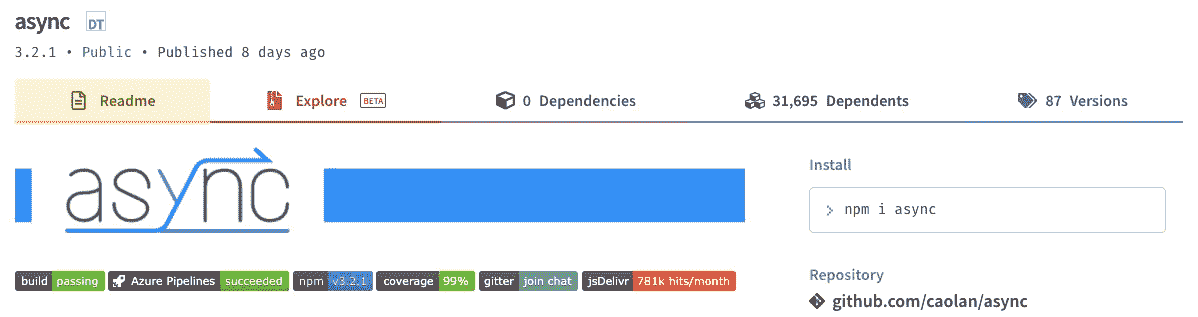 async DT
3.2.1 • Public • Published 8 days ago
Readme
Explore BETA
0 Dependencies
31,695 Dependents
87 Versions
async
build passing
Azure Pipelines succeeded
npm v3.2.1
coverage 99%
gitter join chat
jsDelivr 781k hits/month
Install
> npm i async
Repository
github.com/caolan/async